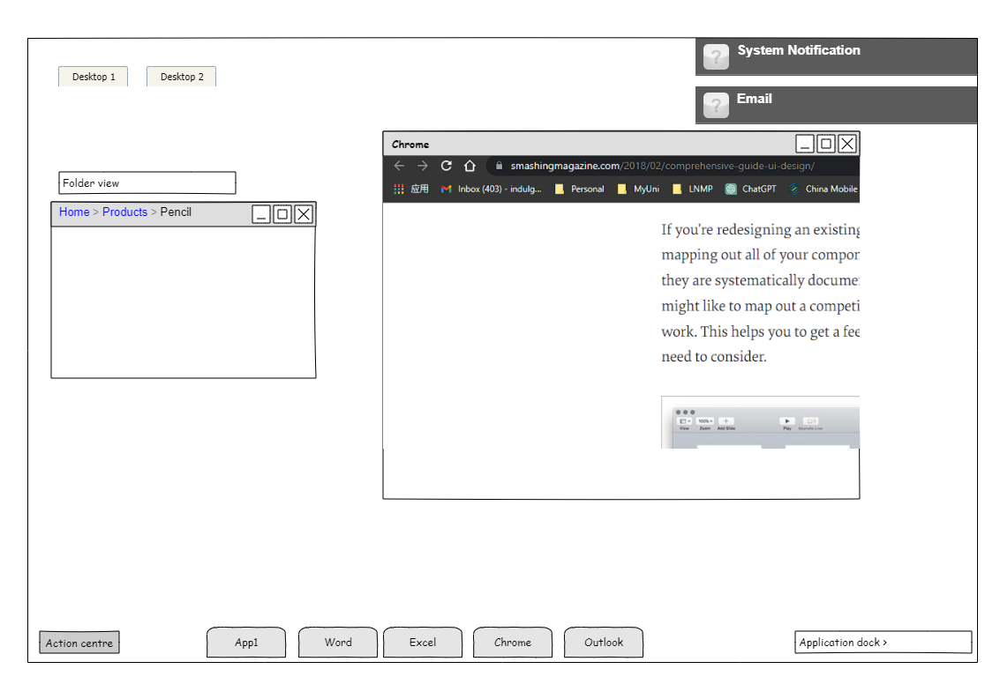 System Notification
Desktop 1
Desktop 2
Email
Chrome
smashingmagazine.com/2018/02/comprehensive-guide-ui-design/
应用 Inbox (403) - indulg... Personal MyUni LNMP ChatGPT China Mobile
Folder view
Home > Products > Pencil
If you're redesigning an existing
mapping out all of your compon
they are systematically docume
might like to map out a competi
work. This helps you to get a fee
need to consider.
100%
View Zoom Add Slide Play Keynote Live
Action centre
App1
Word
Excel
Chrome
Outlook
Application dock >